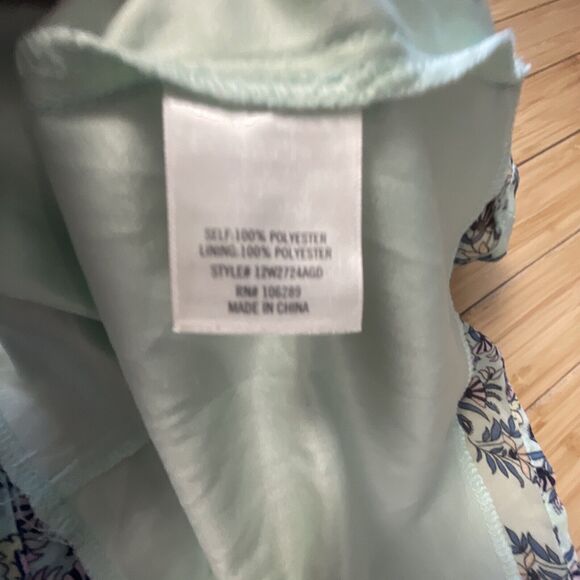 SELF:100% POLYESTER
LINING:100% POLYESTER
STYLE# 12W2724AGD
RN# 106289
MADE IN CHINA